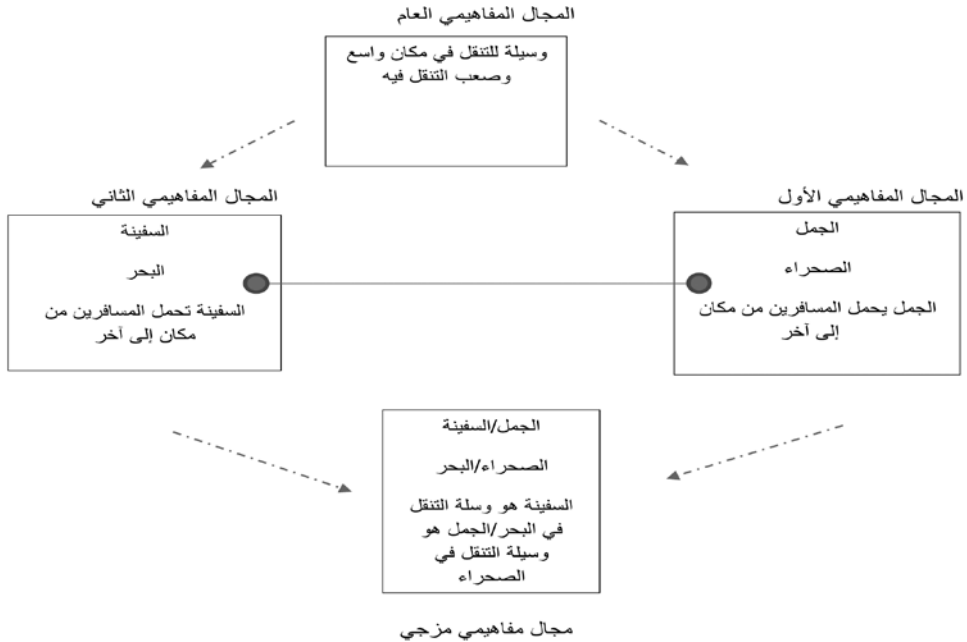 المجال المفاهيمي العام
وسيلة للتنقل في مكان واسع
وصعب التنقل فيه
المجال المفاهيمي الأول
الجمل
الصحراء
الجمل يحمل المسافرين من مكان
إلى آخر
المجال المفاهيمي الثاني
السفينة
البحر
السفينة تحمل المسافرين من
مكان إلى آخر
الجمل/السفينة
الصحراء/البحر
السفينة هو وسلة التنقل
في البحر/الجمل هو
وسيلة التنقل في
الصحراء
مجال مفاهيمي مزجي